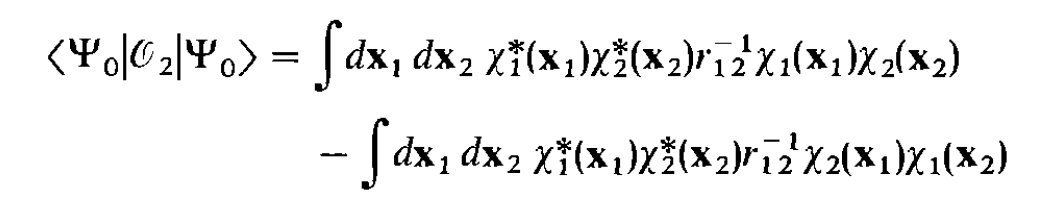 ⟨Ψ₀|𝒪₂|Ψ₀⟩ = ∫ dx₁ dx₂ χ₁*(x₁)χ₂*(x₂)r₁₂⁻¹χ₁(x₁)χ₂(x₂)
− ∫ dx₁ dx₂ χ₁*(x₁)χ₂*(x₂)r₁₂⁻¹χ₂(x₁)χ₁(x₂)